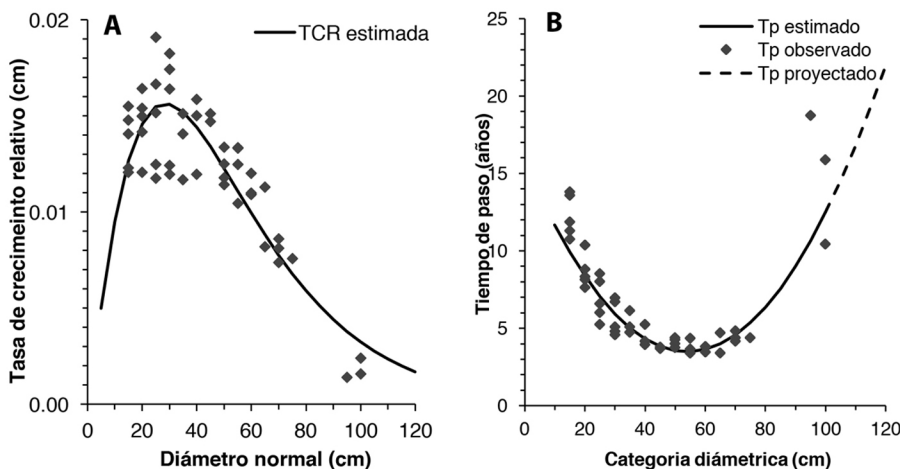 A
TCR estimada
Tasa de crecimeinto relativo (cm)
0.02
0.01
0.00
0 20 40 60 80 100 120
Diámetro normal (cm)
B
Tp estimado
Tp observado
Tp proyectado
Tiempo de paso (años)
25
20
15
10
5
0
0 20 40 60 80 100 120
Categoria diámetrica (cm)